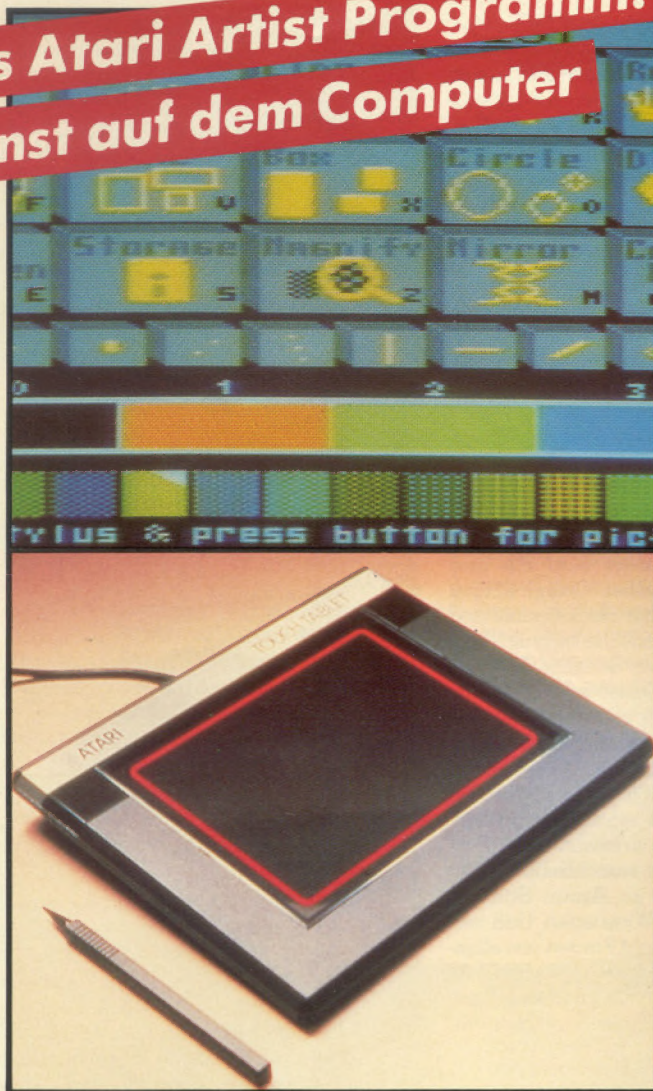 s Atari Artist Programm:
nst auf dem Computer
Box Circle D
F V X O
Storage Magnify Mirror
E S Z M
0 1 2 3
tylus & press button for pic
ATARI TOUCH TABLET